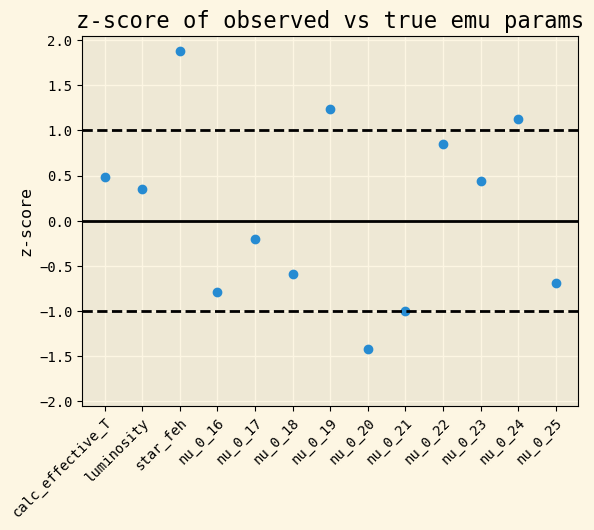 z-score of observed vs true emu params
z-score
2.0
1.5
1.0
0.5
0.0
−0.5
−1.0
−1.5
−2.0
calc_effective_T
luminosity
star_feh
nu_0_16
nu_0_17
nu_0_18
nu_0_19
nu_0_20
nu_0_21
nu_0_22
nu_0_23
nu_0_24
nu_0_25